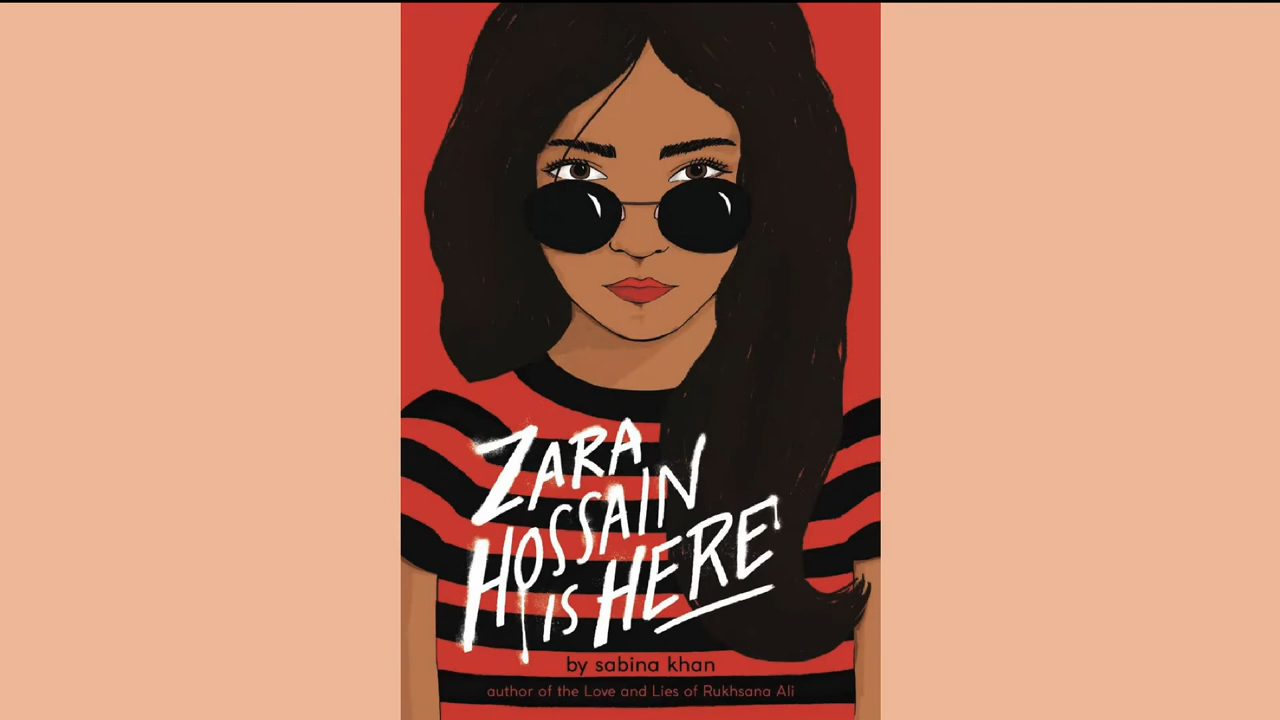 ZARA
HOSSAIN
IS HERE
by sabina khan
author of the Love and Lies of Rukhsana Ali